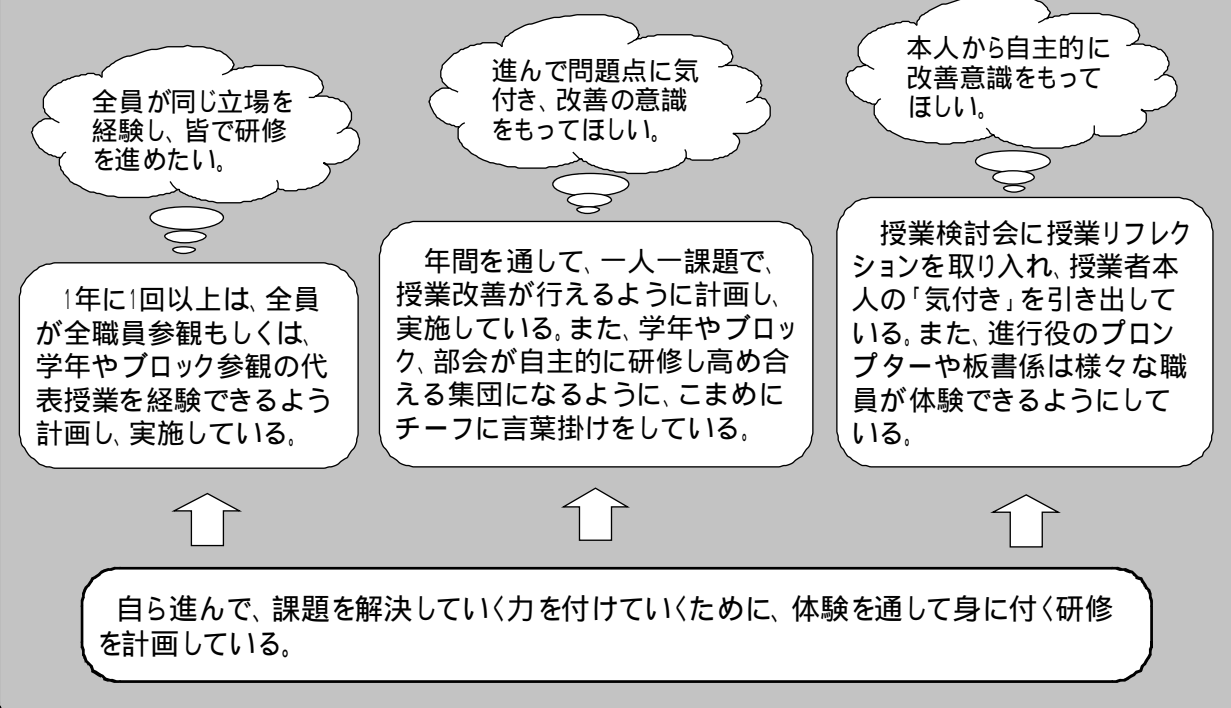 全員が同じ立場を
経験し、皆で研修
を進めたい。
進んで問題点に気
付き、改善の意識
をもってほしい。
本人から自主的に
改善意識をもって
ほしい。
1年に1回以上は、全員
が全職員参観もしくは、
学年やブロック参観の代
表授業を経験できるよう
計画し、実施している。
年間を通して、一人一課題で、
授業改善が行えるように計画し、
実施している。また、学年やブロッ
ク、部会が自主的に研修し高め合
える集団になるように、こまめに
チーフに言葉掛けをしている。
授業検討会に授業リフレク
ションを取り入れ、授業者本
人の「気付き」を引き出して
いる。また、進行役のプロン
プターや板書係は様々な職
員が体験できるようにして
いる。
自ら進んで、課題を解決していく力を付けていくために、体験を通して身に付く研修
を計画している。